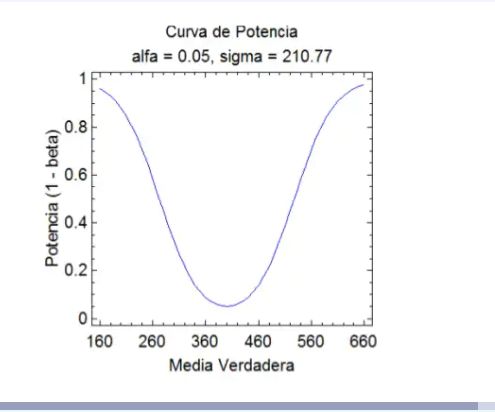 Curva de Potencia
alfa = 0.05, sigma = 210.77
Potencia (1 - beta)
1
0.8
0.6
0.4
0.2
0
160 260 360 460 560 660
Media Verdadera